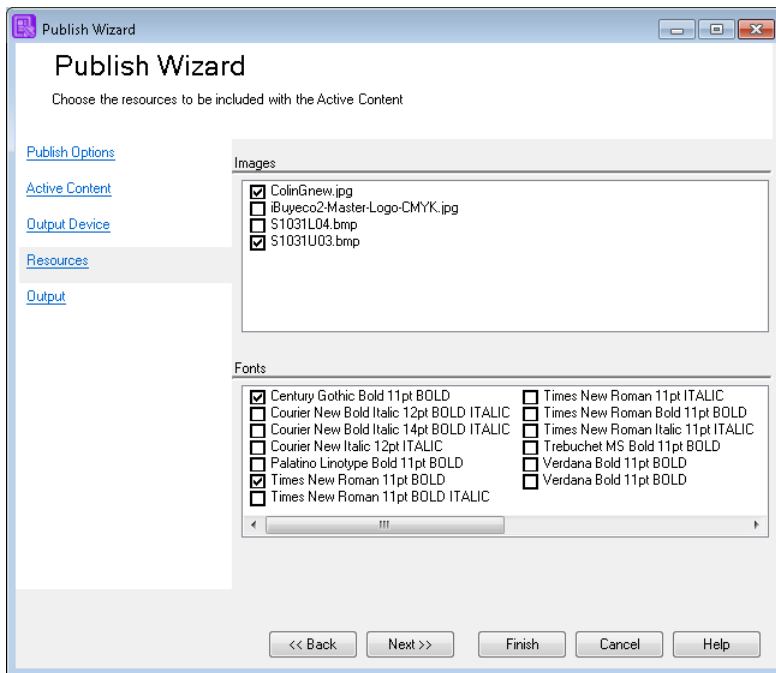 Publish Wizard
Publish Wizard
Choose the resources to be included with the Active Content
Publish Options
Active Content
Output Device
Resources
Output
Images
ColinGnew.jpg
iBuyeco2-Master-Logo-CMYK.jpg
S1031L04.bmp
S1031U03.bmp
Fonts
Century Gothic Bold 11pt BOLD
Courier New Bold Italic 12pt BOLD ITALIC
Courier New Bold Italic 14pt BOLD ITALIC
Courier New Italic 12pt ITALIC
Palatino Linotype Bold 11pt BOLD
Times New Roman 11pt BOLD
Times New Roman 11pt BOLD ITALIC
Times New Roman 11pt ITALIC
Times New Roman Bold 11pt BOLD
Times New Roman Italic 11pt ITALIC
Trebuchet MS Bold 11pt BOLD
Verdana Bold 11pt BOLD
Verdana Bold 11pt BOLD
<< Back Next >> Finish Cancel Help